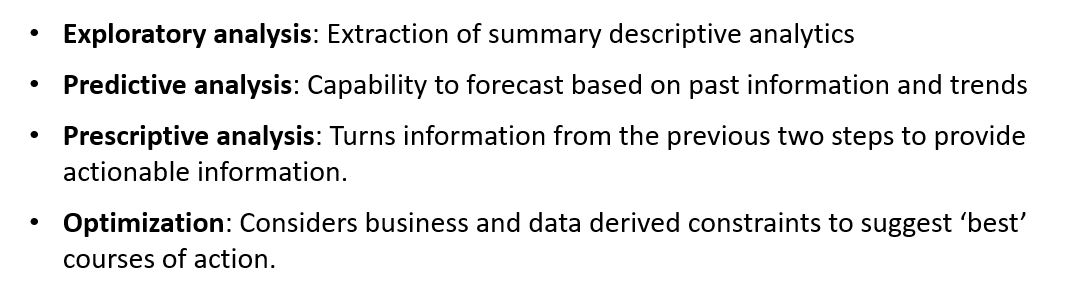 • Exploratory analysis: Extraction of summary descriptive analytics
• Predictive analysis: Capability to forecast based on past information and trends
• Prescriptive analysis: Turns information from the previous two steps to provide
actionable information.
• Optimization: Considers business and data derived constraints to suggest ‘best’
courses of action.